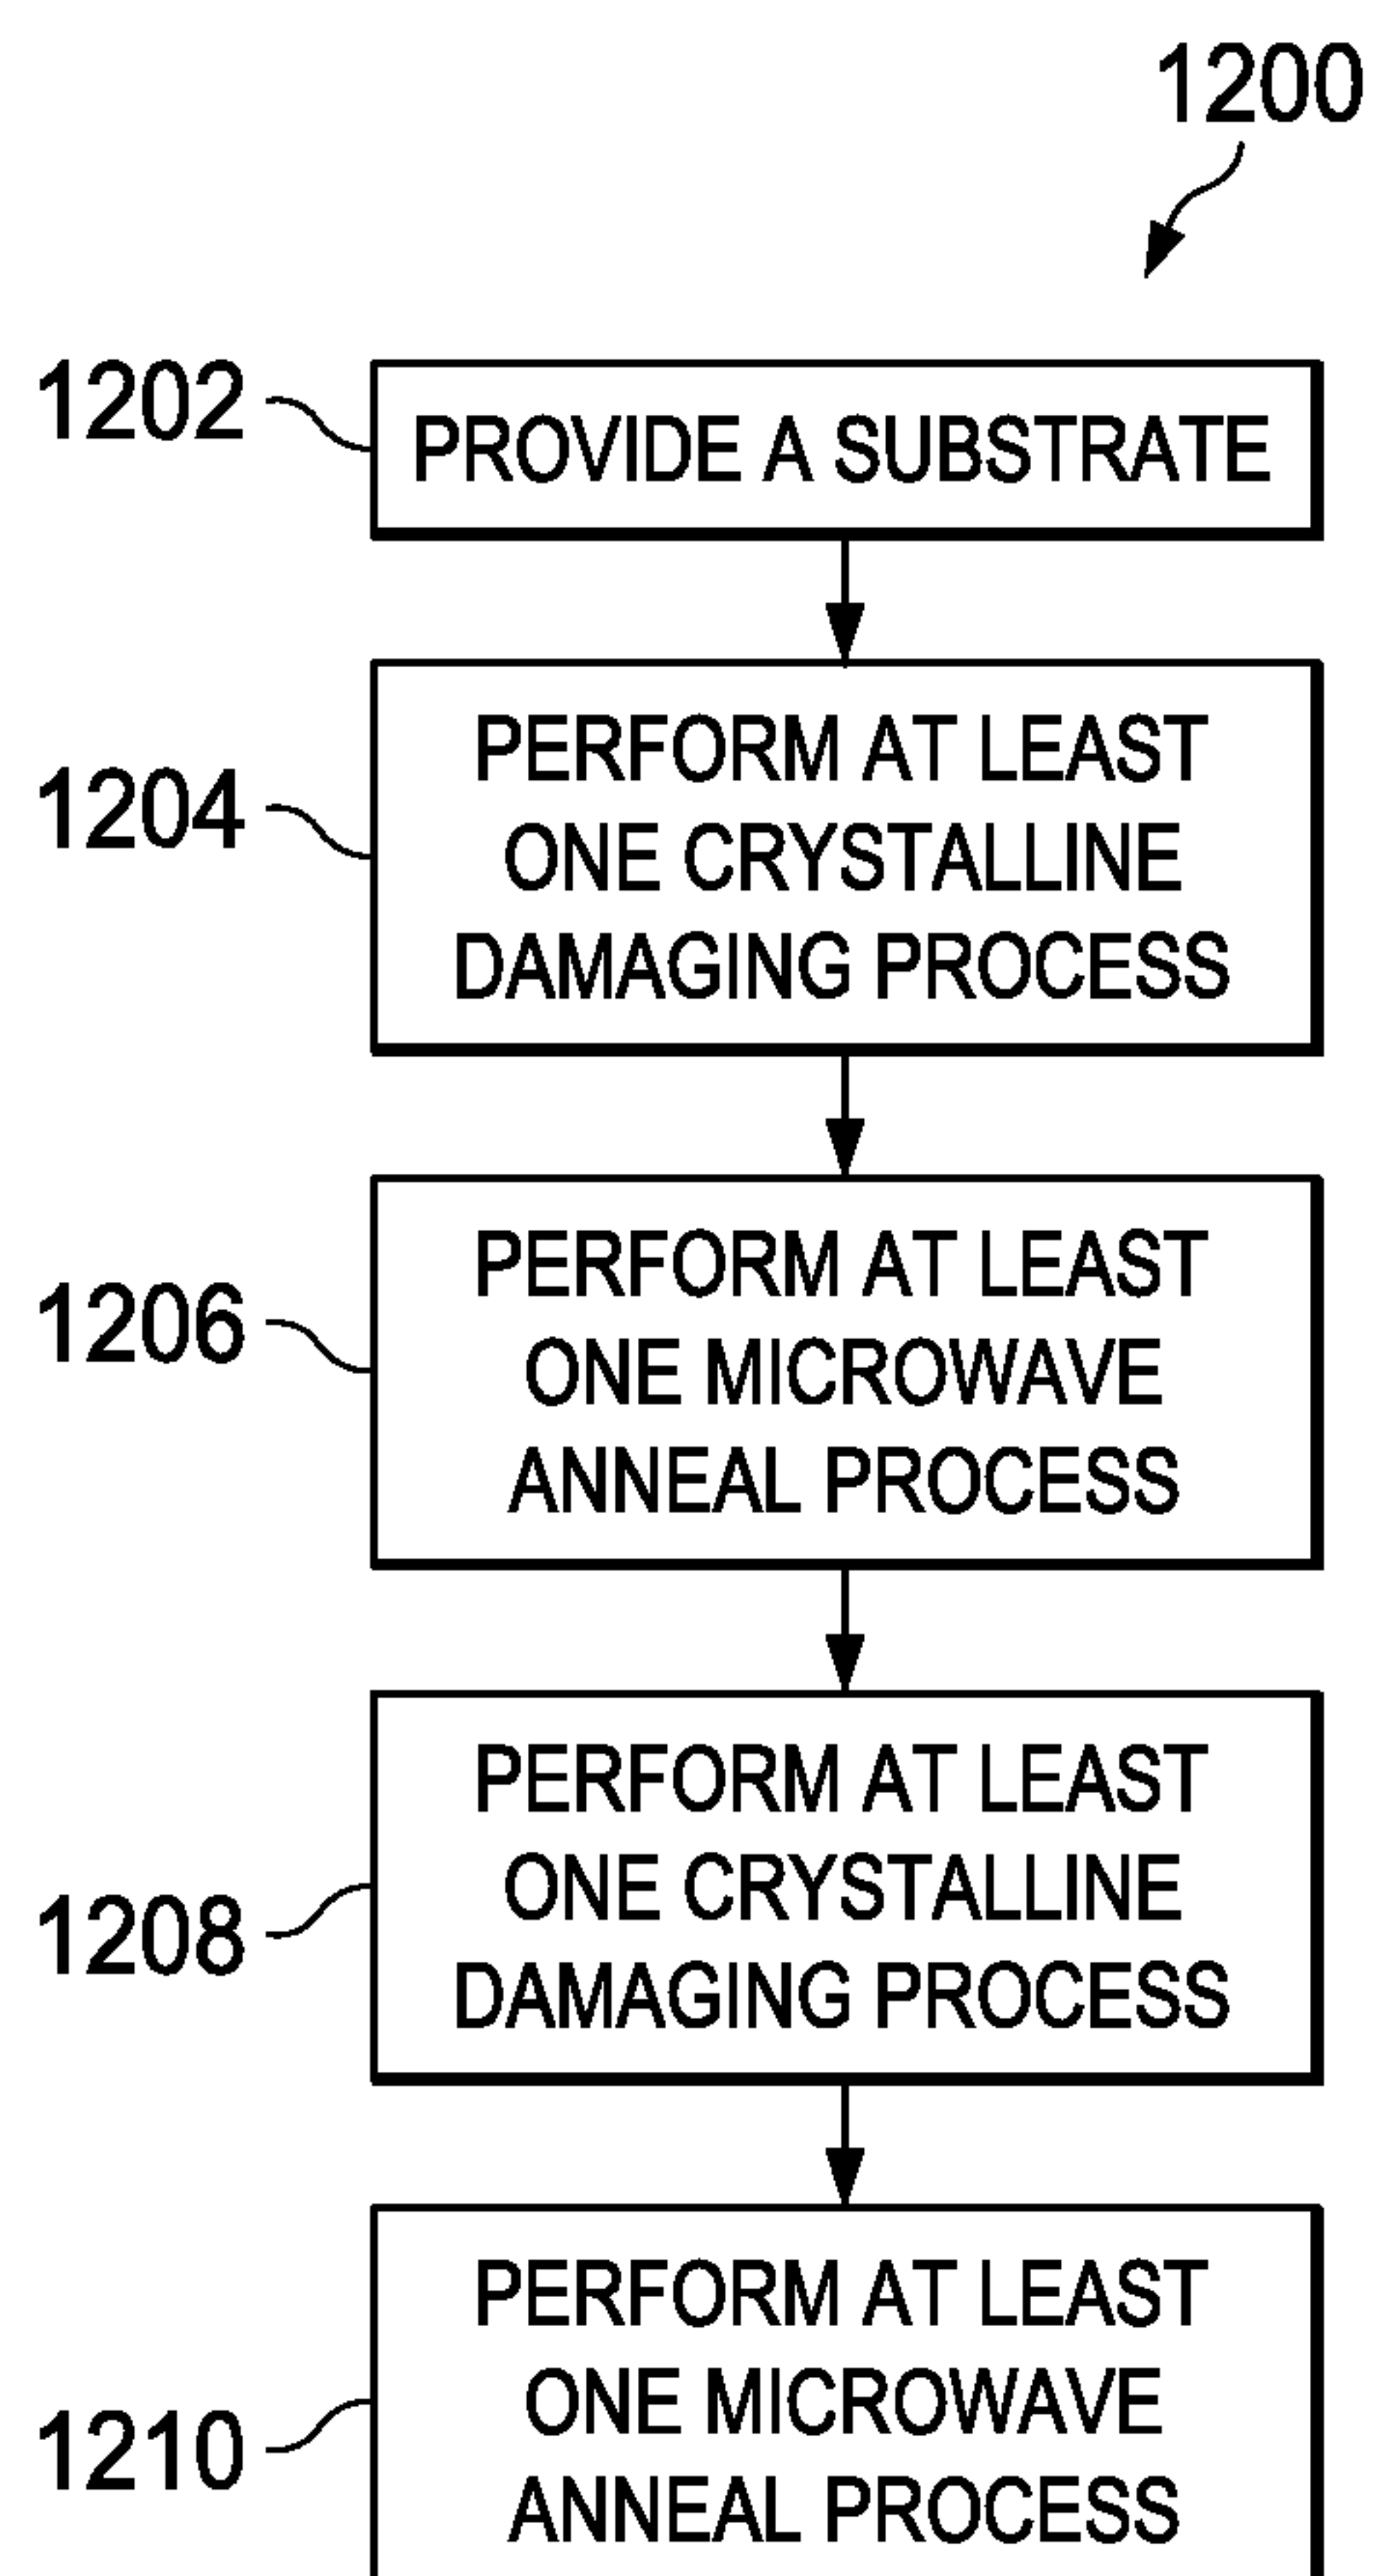 1200
1202
PROVIDE A SUBSTRATE
1204
PERFORM AT LEAST
ONE CRYSTALLINE
DAMAGING PROCESS
1206
PERFORM AT LEAST
ONE MICROWAVE
ANNEAL PROCESS
1208
PERFORM AT LEAST
ONE CRYSTALLINE
DAMAGING PROCESS
1210
PERFORM AT LEAST
ONE MICROWAVE
ANNEAL PROCESS